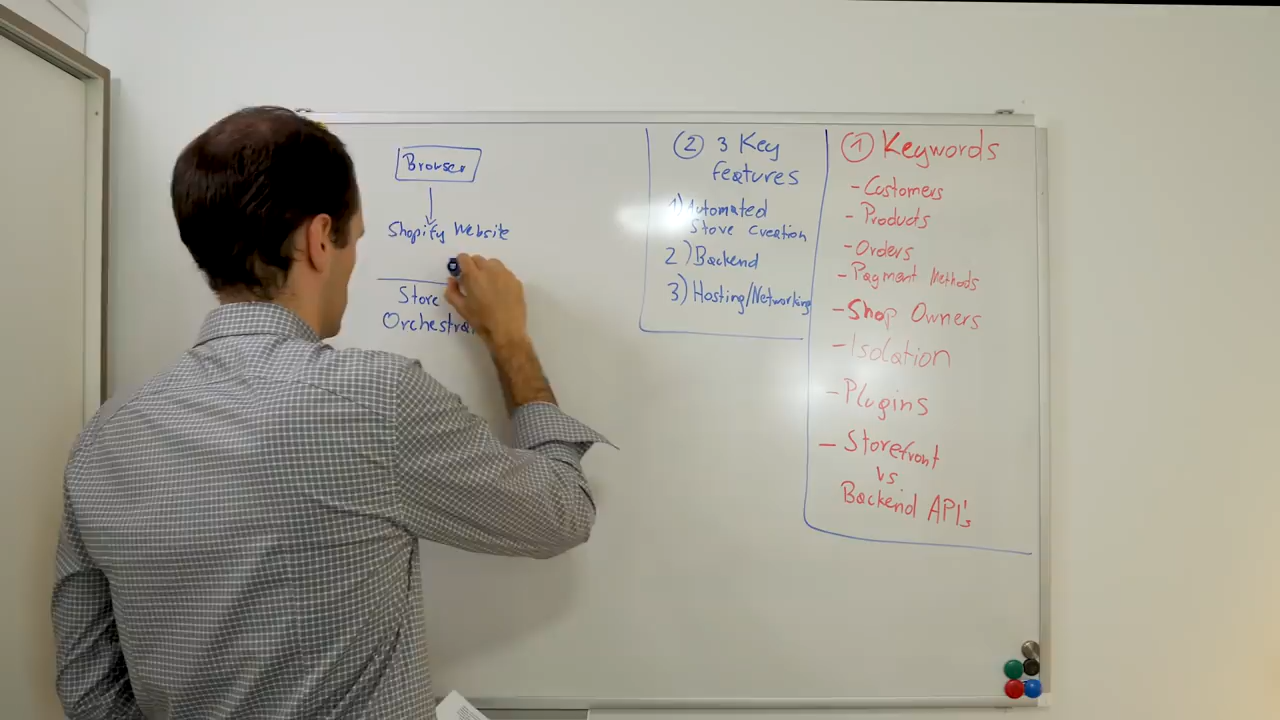 Browser
Shopify Website
Store
② 3 Key
features
1) Automated
Store Creation
2) Backend
3) Hosting/Networking
① Keywords
- Customers
- Products
- Orders
- Payment Methods
- Shop Owners
- Isolation
- Plugins
- Storefront
vs
Backend API's